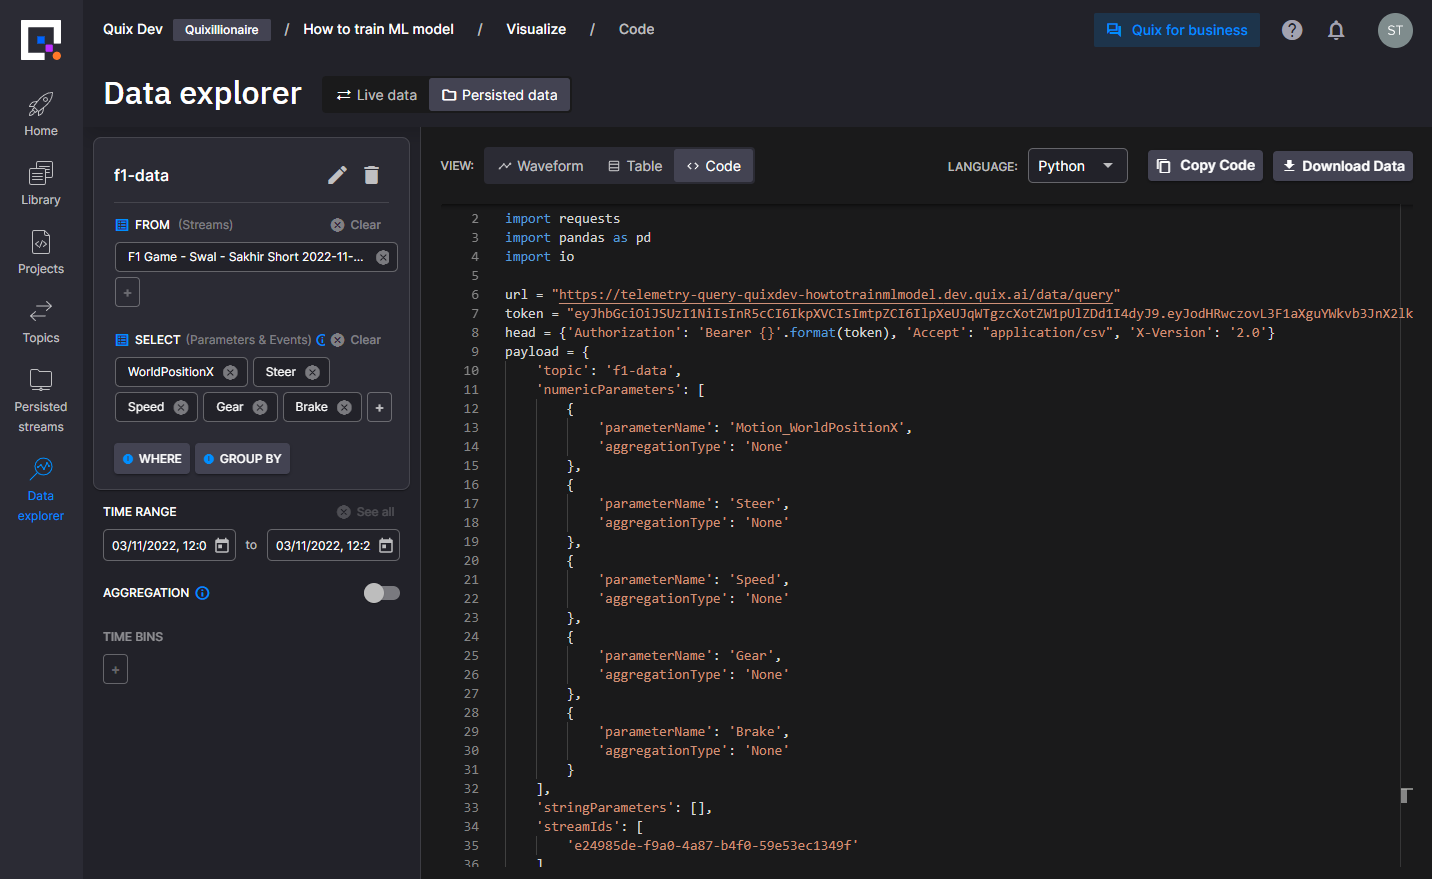 Quix Dev Quixillionaire / How to train ML model / Visualize / Code
Quix for business
ST
Data explorer
Live data
Persisted data
Home
Library
Projects
Topics
Persisted streams
Data explorer
f1-data
FROM (Streams) Clear
F1 Game - Swal - Sakhir Short 2022-11-...
+
SELECT (Parameters & Events) Clear
WorldPositionX Steer
Speed Gear Brake +
WHERE GROUP BY
TIME RANGE See all
03/11/2022, 12:0 to 03/11/2022, 12:2
AGGREGATION
TIME BINS
+
VIEW: Waveform Table Code
LANGUAGE: Python Copy Code Download Data
2 import requests
3 import pandas as pd
4 import io
5
6 url = "https://telemetry-query-quixdev-howtotrainmlmodel.dev.quix.ai/data/query"
7 token = "eyJhbGciOiJSUzI1NiIsInR5cCI6IkpXVCIsImtpZCI6IlpXeUJqWTgzcXotZW1pUlZDd1I4dyJ9.eyJodHRwczovL3F1aXguYWkvb3JnX2lk
8 head = {'Authorization': 'Bearer {}'.format(token), 'Accept': "application/csv", 'X-Version': '2.0'}
9 payload = {
10 'topic': 'f1-data',
11 'numericParameters': [
12 {
13 'parameterName': 'Motion_WorldPositionX',
14 'aggregationType': 'None'
15 },
16 {
17 'parameterName': 'Steer',
18 'aggregationType': 'None'
19 },
20 {
21 'parameterName': 'Speed',
22 'aggregationType': 'None'
23 },
24 {
25 'parameterName': 'Gear',
26 'aggregationType': 'None'
27 },
28 {
29 'parameterName': 'Brake',
30 'aggregationType': 'None'
31 }
32 ],
33 'stringParameters': [],
34 'streamIds': [
35 'e24985de-f9a0-4a87-b4f0-59e53ec1349f'
36 ]